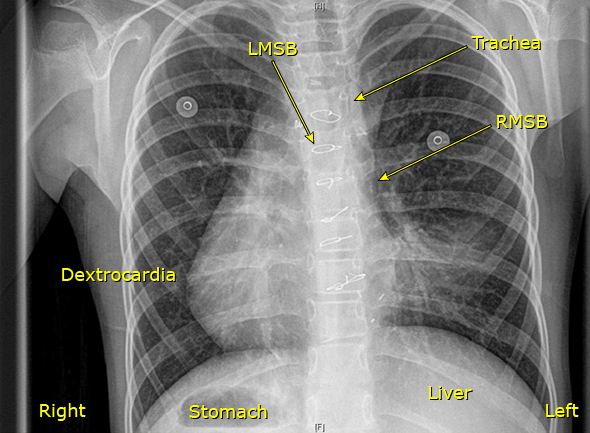 [H]
LMSB
Trachea
RMSB
Dextrocardia
Liver
Right
Stomach
Left
[F]